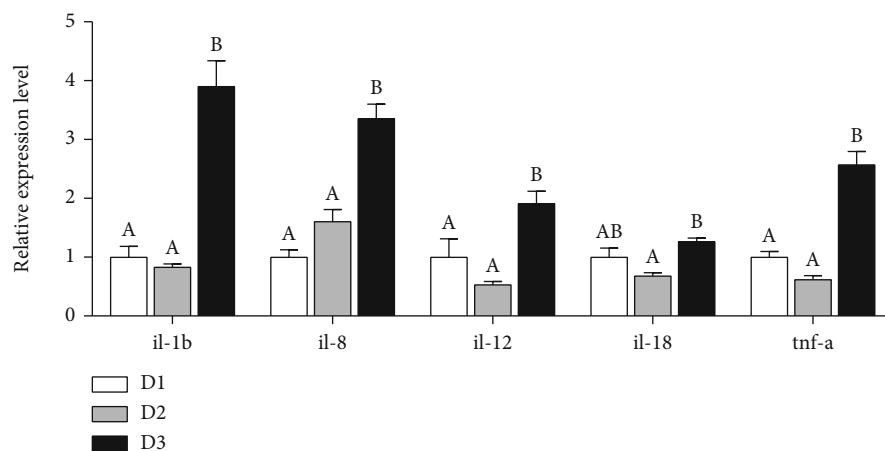 Relative expression level
5
4
3
2
1
0
A
A
B
A
A
B
A
A
B
AB
A
B
A
A
B
il-1b
il-8
il-12
il-18
tnf-a
D1
D2
D3